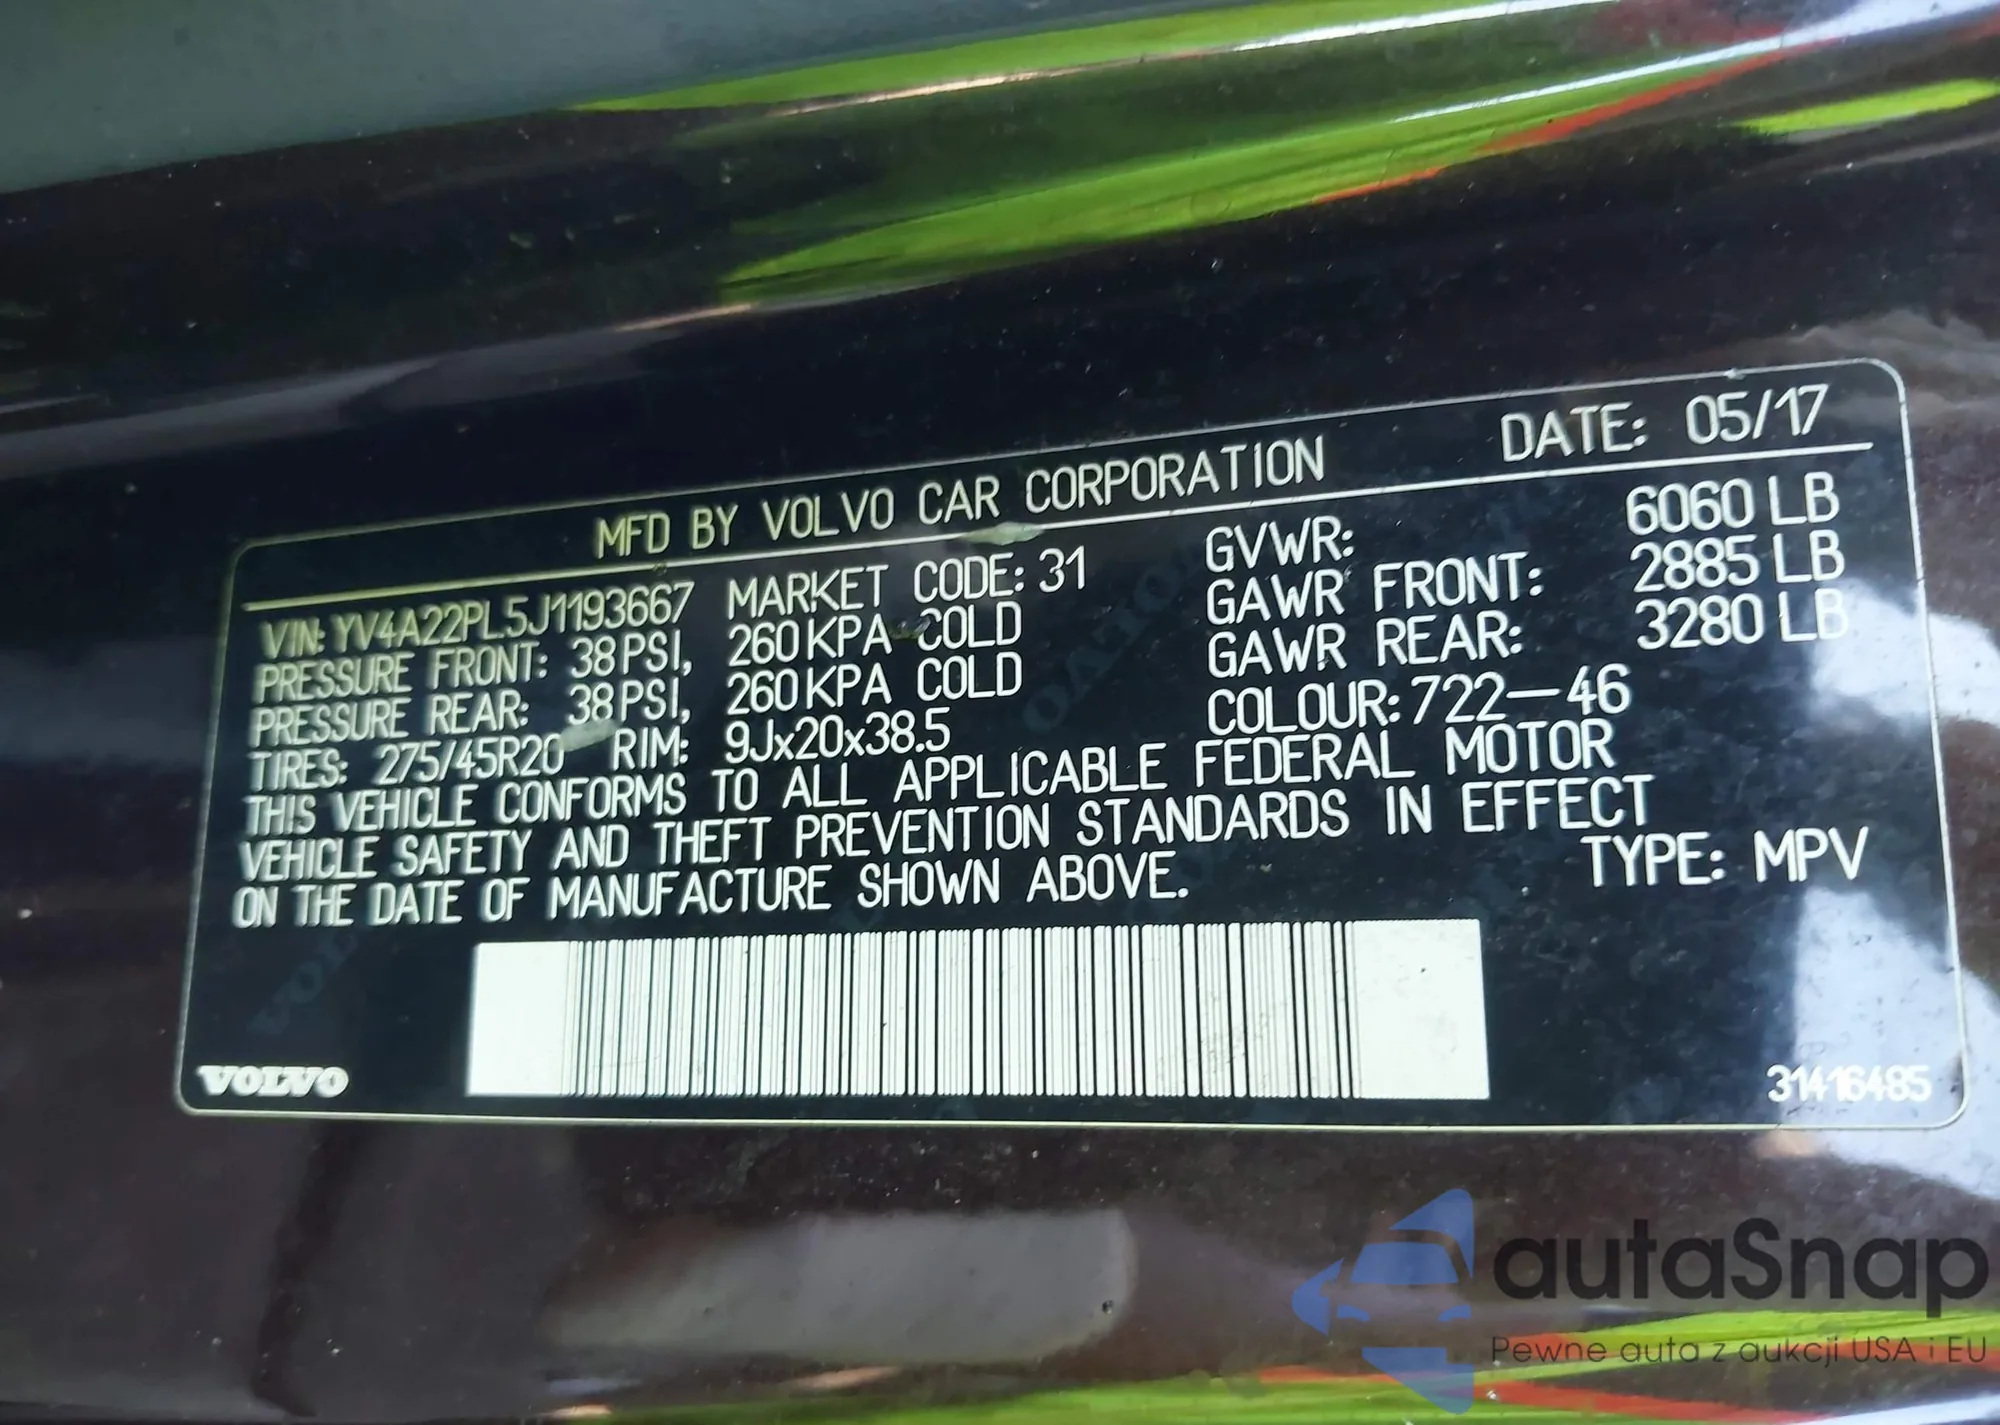 MFD BY VOLVO CAR CORPORATION DATE: 05/17
VIN: YV4A22PL5J1193667 MARKET CODE: 31 GVWR: 6060 LB
PRESSURE FRONT: 38 PSI, 260 KPA COLD GAWR FRONT: 2885 LB
PRESSURE REAR: 38 PSI, 260 KPA COLD GAWR REAR: 3280 LB
TIRES: 275/45R20 RIM: 9Jx20x38.5 COLOUR: 722-46
THIS VEHICLE CONFORMS TO ALL APPLICABLE FEDERAL MOTOR
VEHICLE SAFETY AND THEFT PREVENTION STANDARDS IN EFFECT
ON THE DATE OF MANUFACTURE SHOWN ABOVE. TYPE: MPV
VOLVO 31416485
autaSnap
Pewne auta z aukcji USA i EU